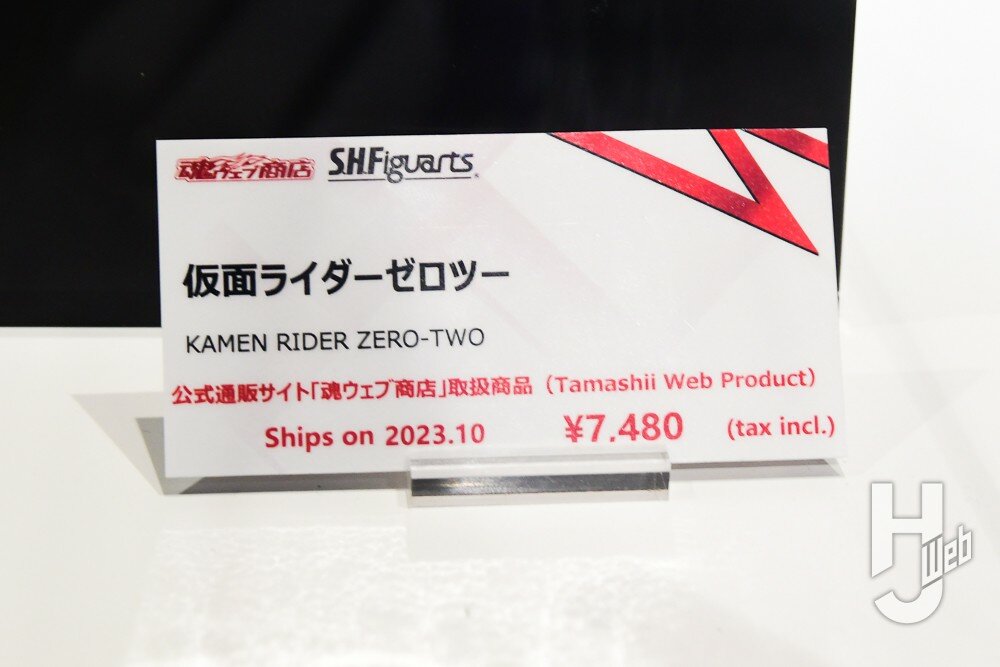 魂ウェブ商店 S.H.Figuarts
仮面ライダーゼロツー
KAMEN RIDER ZERO-TWO
公式通販サイト「魂ウェブ商店」取扱商品（Tamashii Web Product）
Ships on 2023.10 ¥7.480 (tax incl.)
HJ Web